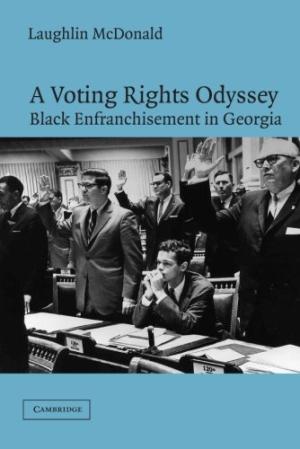 Laughlin McDonald
A Voting Rights Odyssey
Black Enfranchisement in Georgia
CAMBRIDGE